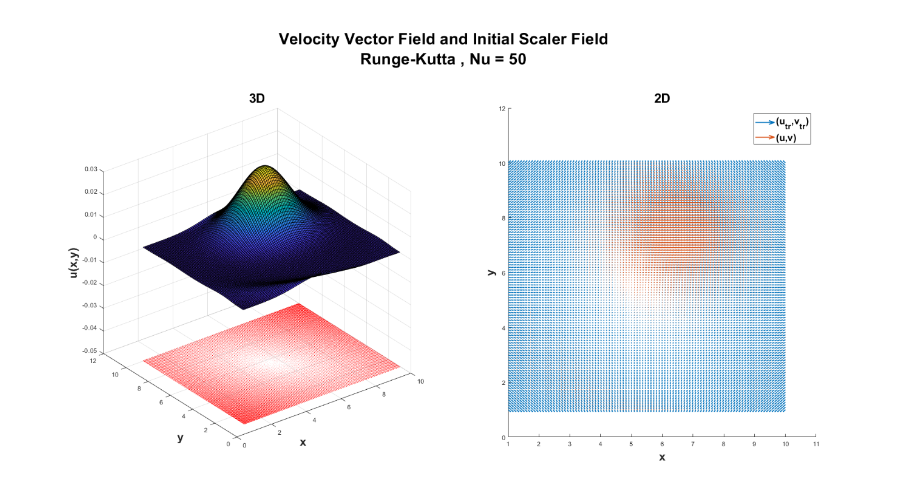 Velocity Vector Field and Initial Scaler Field
Runge-Kutta , Nu = 50
3D
0.03
0.02
0.01
0
-0.01
-0.02
-0.03
-0.04
-0.05
u(x,y)
12
10
8
6
4
2
0
y
0
2
4
6
8
10
x
2D
(u_tr,v_tr)
(u,v)
12
10
8
6
4
2
0
y
1 2 3 4 5 6 7 8 9 10 11
x